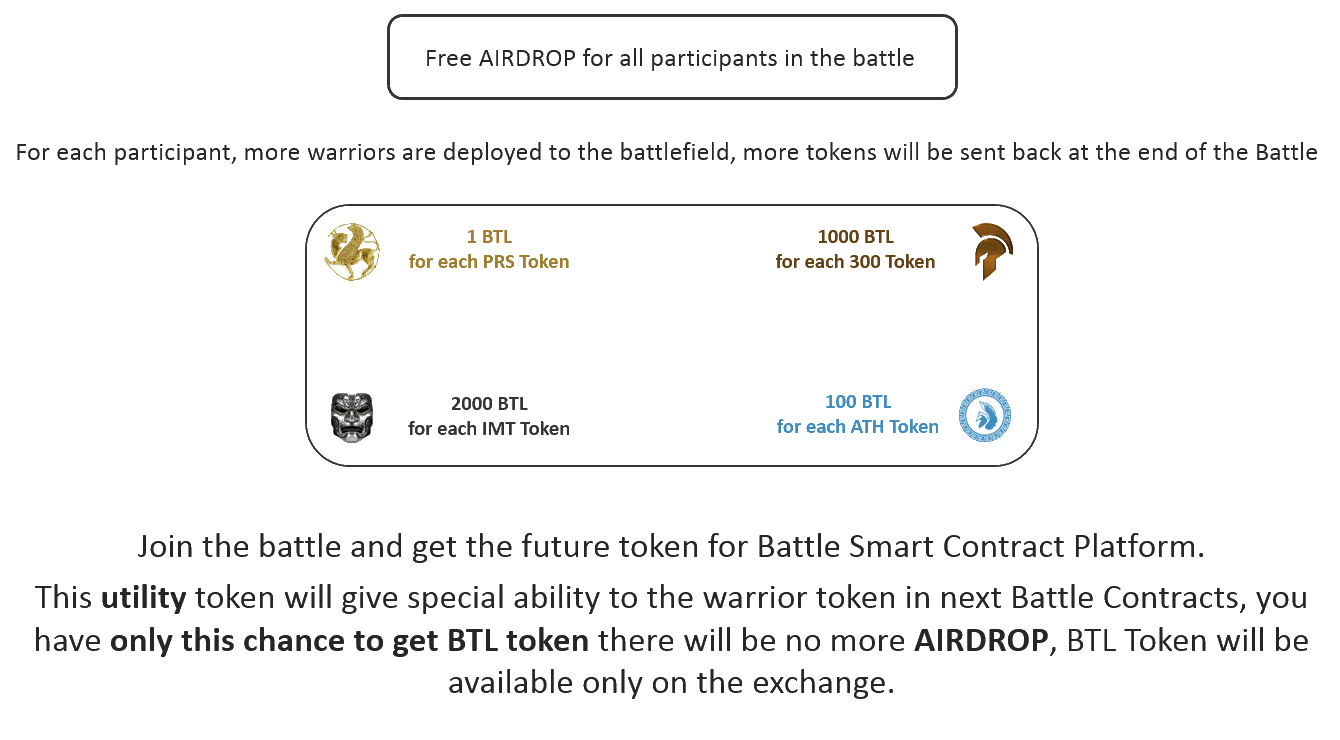 Free AIRDROP for all participants in the battle
For each participant, more warriors are deployed to the battlefield, more tokens will be sent back at the end of the Battle
1 BTL
for each PRS Token
1000 BTL
for each 300 Token
2000 BTL
for each IMT Token
100 BTL
for each ATH Token
Join the battle and get the future token for Battle Smart Contract Platform.
This utility token will give special ability to the warrior token in next Battle Contracts, you
have only this chance to get BTL token there will be no more AIRDROP, BTL Token will be
available only on the exchange.